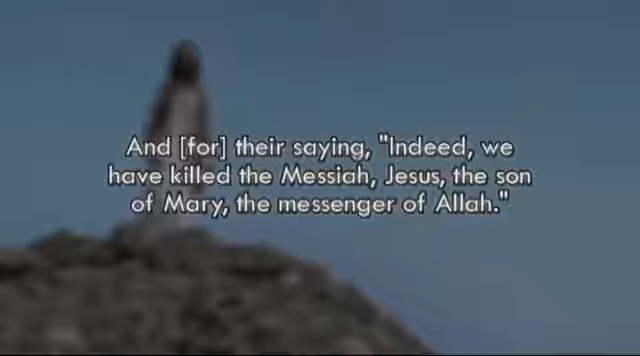 And [for] their saying, "Indeed, we
have killed the Messiah, Jesus, the son
of Mary, the messenger of Allah."